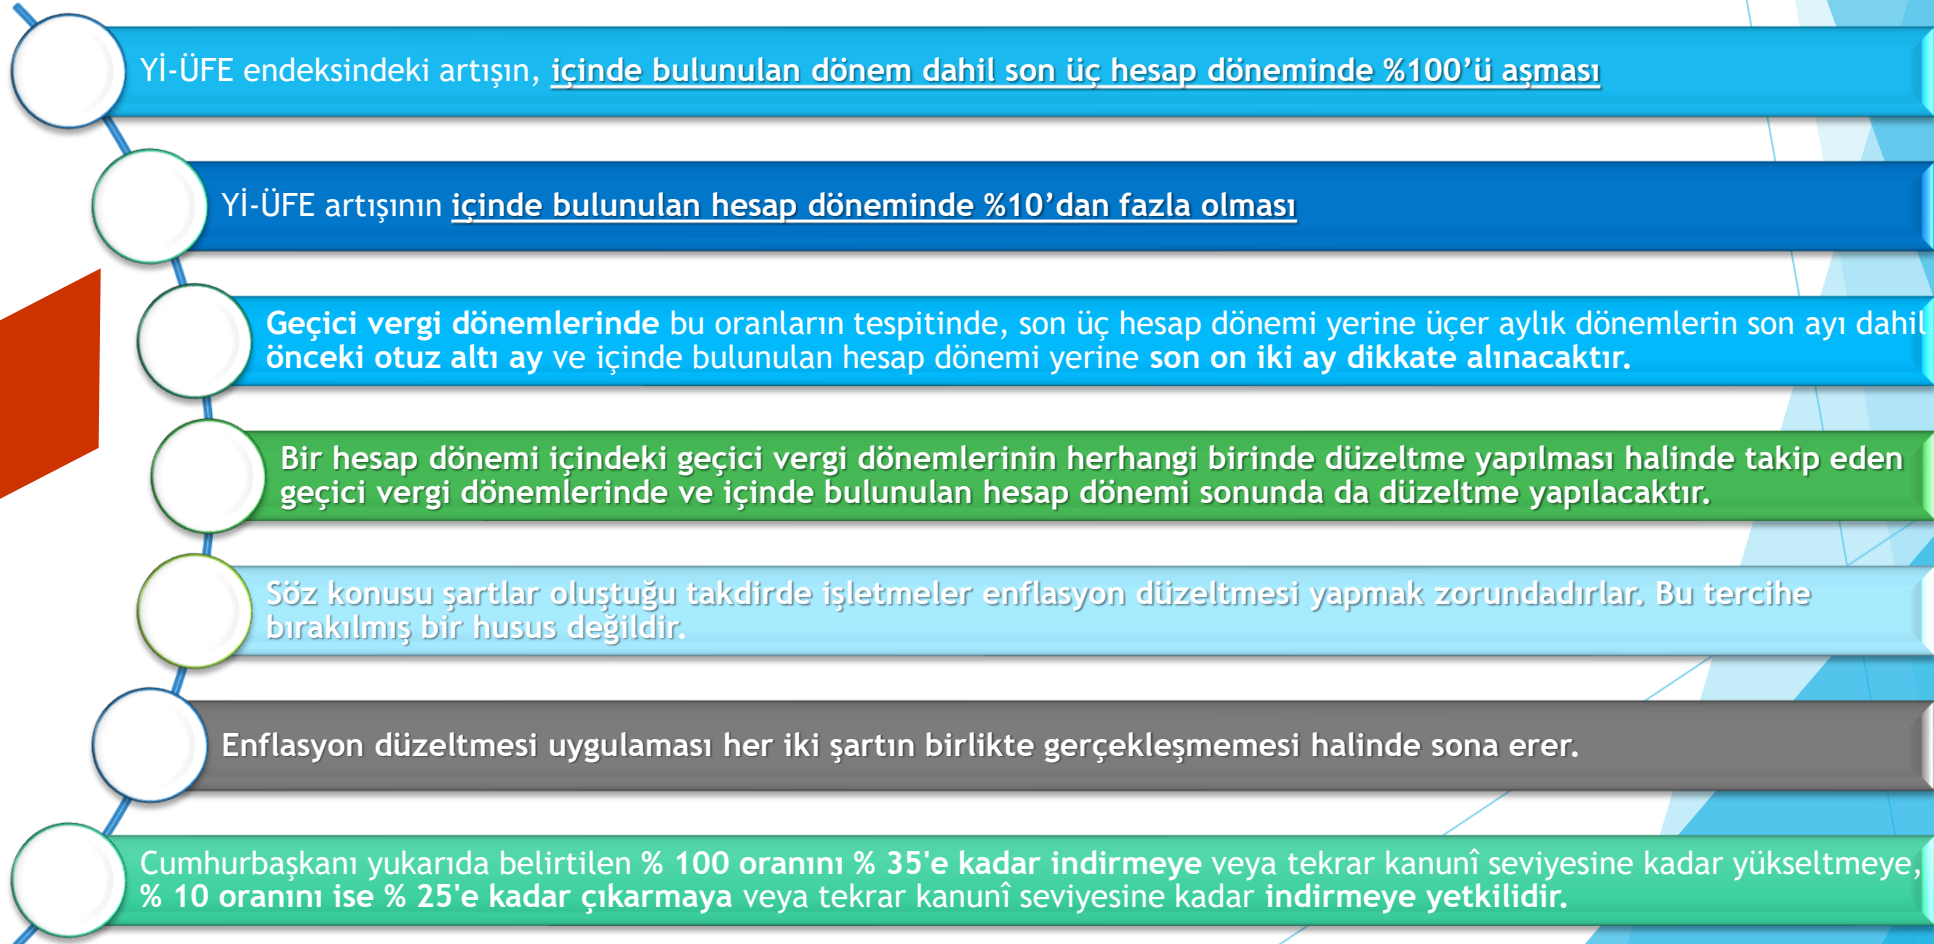 Yİ-ÜFE endeksindeki artışın, içinde bulunulan dönem dahil son üç hesap döneminde %100’ü aşması
Yİ-ÜFE artışının içinde bulunulan hesap döneminde %10’dan fazla olması
Geçici vergi dönemlerinde bu oranların tespitinde, son üç hesap dönemi yerine üçer aylık dönemlerin son ayı dahil
önceki otuz altı ay ve içinde bulunulan hesap dönemi yerine son on iki ay dikkate alınacaktır.
Bir hesap dönemi içindeki geçici vergi dönemlerinin herhangi birinde düzeltme yapılması halinde takip eden
geçici vergi dönemlerinde ve içinde bulunulan hesap dönemi sonunda da düzeltme yapılacaktır.
Söz konusu şartlar oluştuğu takdirde işletmeler enflasyon düzeltmesi yapmak zorundadırlar. Bu tercihe
bırakılmış bir husus değildir.
Enflasyon düzeltmesi uygulaması her iki şartın birlikte gerçekleşmemesi halinde sona erer.
Cumhurbaşkanı yukarıda belirtilen % 100 oranını % 35'e kadar indirmeye veya tekrar kanunî seviyesine kadar yükseltmeye,
% 10 oranını ise % 25'e kadar çıkarmaya veya tekrar kanunî seviyesine kadar indirmeye yetkilidir.